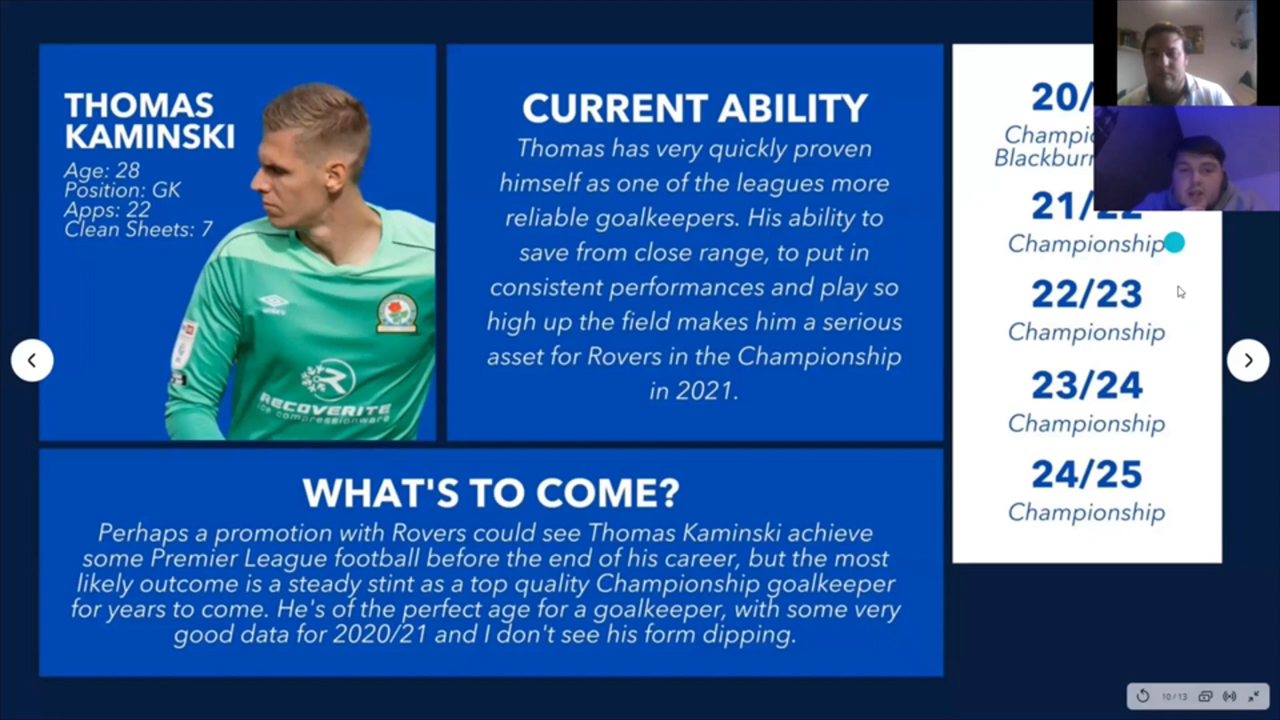 THOMAS
KAMINSKI
Age: 28
Position: GK
Apps: 22
Clean Sheets: 7
RECOVERITE
ice compressionware
CURRENT ABILITY
Thomas has very quickly proven
himself as one of the leagues more
reliable goalkeepers. His ability to
save from close range, to put in
consistent performances and play so
high up the field makes him a serious
asset for Rovers in the Championship
in 2021.
WHAT'S TO COME?
Perhaps a promotion with Rovers could see Thomas Kaminski achieve
some Premier League football before the end of his career, but the most
likely outcome is a steady stint as a top quality Championship goalkeeper
for years to come. He's of the perfect age for a goalkeeper, with some very
good data for 2020/21 and I don't see his form dipping.
20/
21/22
Championship
22/23
Championship
23/24
Championship
24/25
Championship
10/13